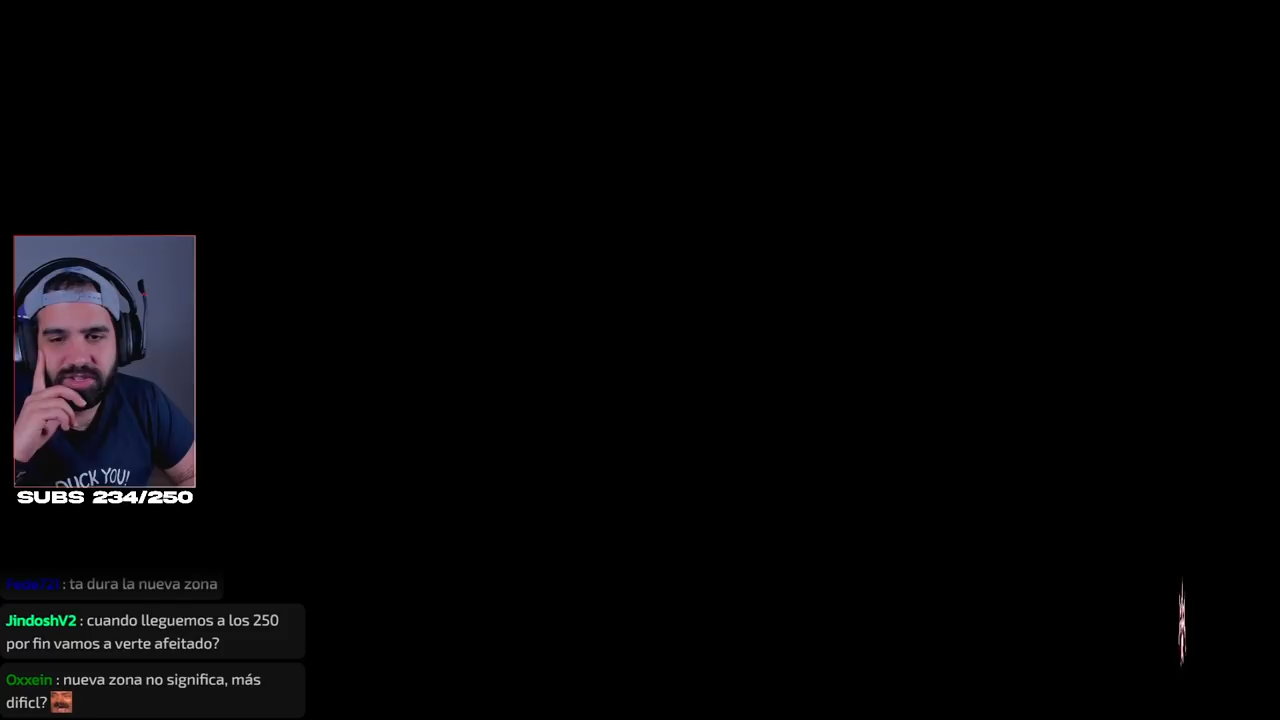 DUCK YOU!
SUBS 234/250
: ta dura la nueva zona
JindoshV2 : cuando lleguemos a los 250
por fin vamos a verte afeitado?
Oxxein : nueva zona no significa, más
dificl?